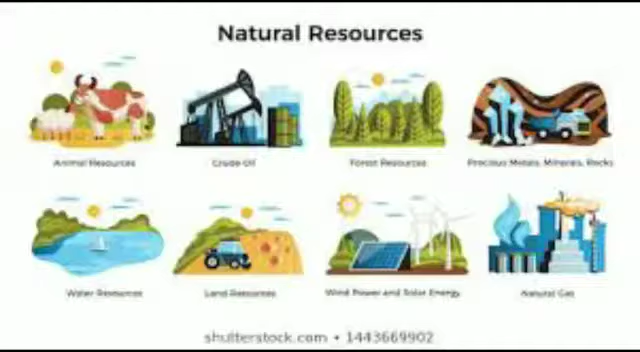 Natural Resources
Animal Resources
Crude Oil
Forest Resources
Precious Metals, Minerals, Rocks
Water Resources
Land Resources
Wind Power and Solar Energy
Natural Gas
shutterstock.com • 1443669902